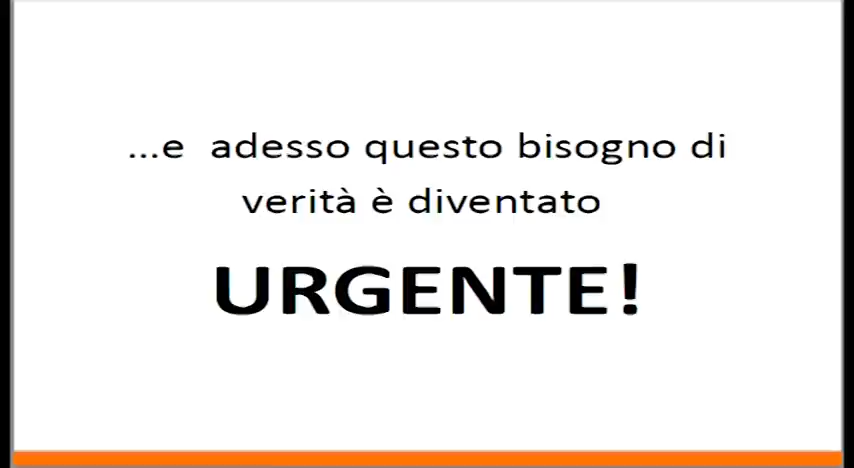 ...e adesso questo bisogno di
verità è diventato
URGENTE!